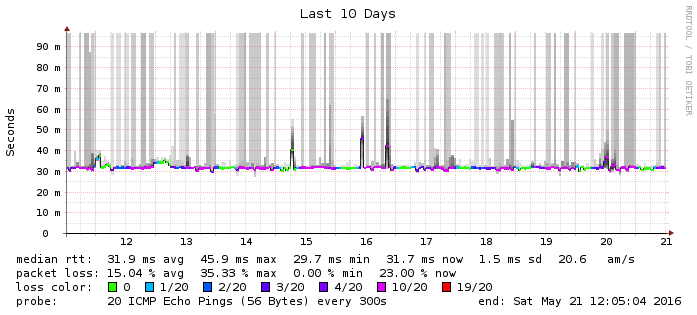 Last 10 Days
RRDTOOL / TOBI OETIKER
Seconds
90 m
80 m
70 m
60 m
50 m
40 m
30 m
20 m
10 m
0
12 13 14 15 16 17 18 19 20 21
median rtt: 31.9 ms avg 45.9 ms max 29.7 ms min 31.7 ms now 1.5 ms sd 20.6 am/s
packet loss: 15.04 % avg 35.33 % max 0.00 % min 23.00 % now
loss color: 0 1/20 2/20 3/20 4/20 10/20 19/20
probe: 20 ICMP Echo Pings (56 Bytes) every 300s end: Sat May 21 12:05:04 2016